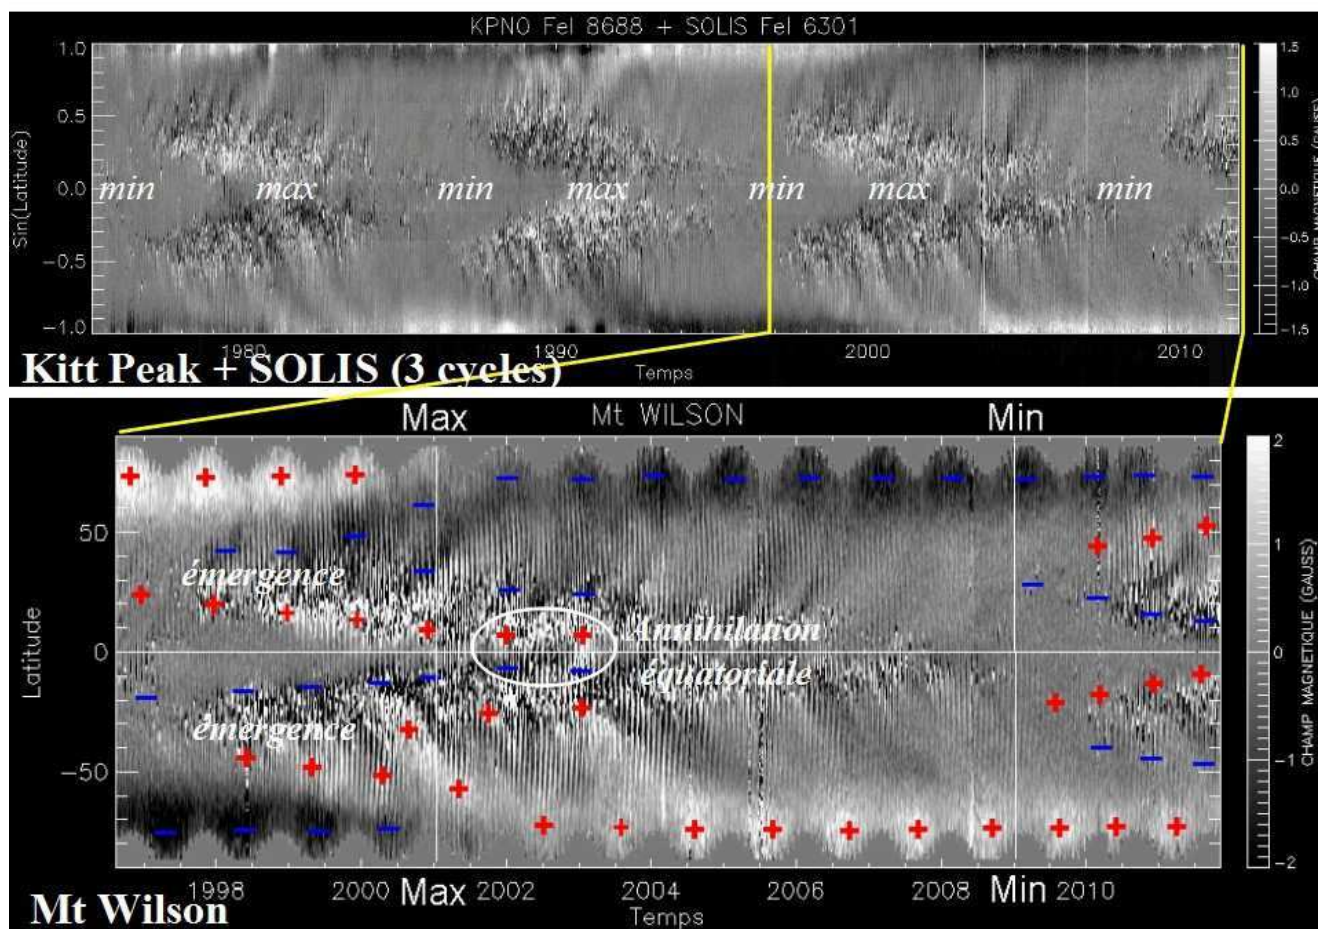 KPNO FeI 8688 + SOLIS FeI 6301
1.0
0.5
0.0
-0.5
-1.0
Sin(Latitude)
min max min max min max min
1.5
1.0
0.5
0.0
-0.5
-1.0
-1.5
CHAMP MAGNETIQUE (GAUSS)
1980 1990 2000 2010
Temps
Kitt Peak + SOLIS (3 cycles)
Max Mt WILSON Min
50
0
-50
Latitude
émergence
Annihilation
équatoriale
émergence
2
1
0
-1
-2
CHAMP MAGNETIQUE (GAUSS)
1998 2000 Max 2002 2004 2006 2008 Min 2010
Temps
Mt Wilson